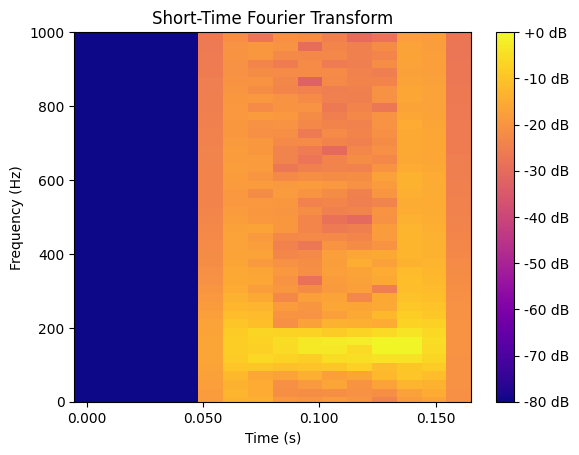 Short-Time Fourier Transform
1000
800
600
400
200
0
Frequency (Hz)
0.000
0.050
0.100
0.150
Time (s)
+0 dB
-10 dB
-20 dB
-30 dB
-40 dB
-50 dB
-60 dB
-70 dB
-80 dB